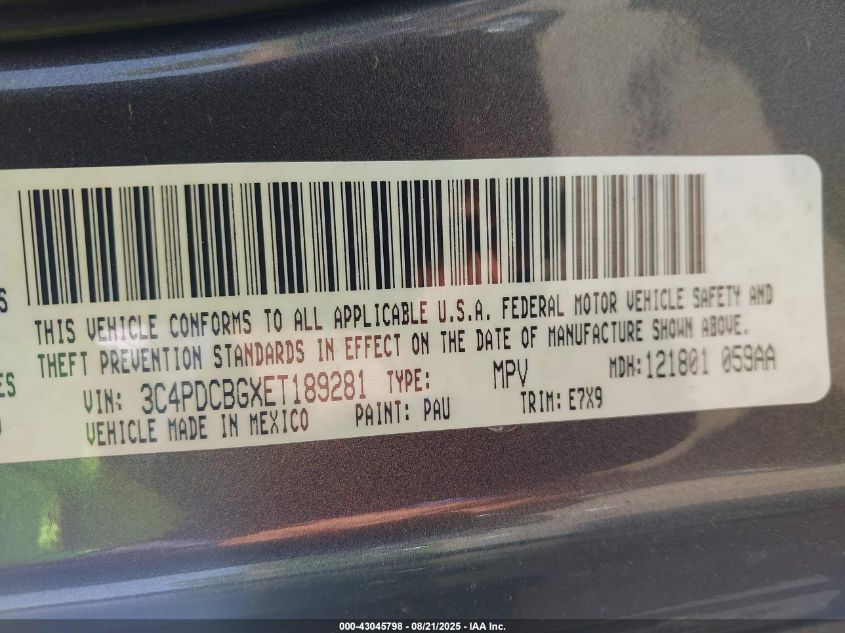 S
THIS VEHICLE CONFORMS TO ALL APPLICABLE U.S.A. FEDERAL MOTOR VEHICLE SAFETY AND
THEFT PREVENTION STANDARDS IN EFFECT ON THE DATE OF MANUFACTURE SHOWN ABOVE.
ES
VIN: 3C4PDCBGXET189281 TYPE: MPV MDH: 121801 059AA
VEHICLE MADE IN MEXICO PAINT: PAU TRIM: E7X9
000-43045798 - 08/21/2025 - IAA Inc.